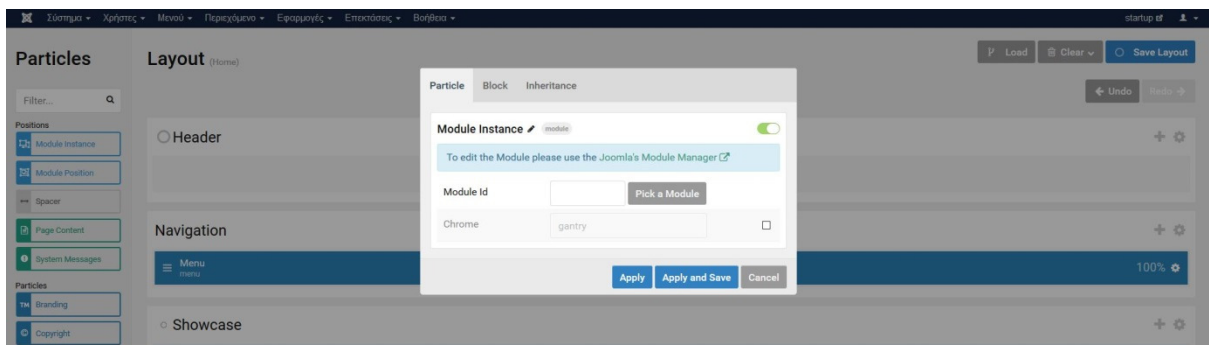 Σύστημα Χρήστες Μενού Περιεχόμενο Εφαρμογές Επεκτάσεις Βοήθεια startup
Particles
Layout (Home)
Load Clear Save Layout
Filter...
Undo Redo
Positions
Module Instance
Module Position
Spacer
Page Content
System Messages
Particles
Branding
Copyright
Header
Navigation
Menu
menu
100%
Showcase
Particle Block Inheritance
Module Instance module
To edit the Module please use the Joomla's Module Manager
Module Id Pick a Module
Chrome gantry
Apply Apply and Save Cancel